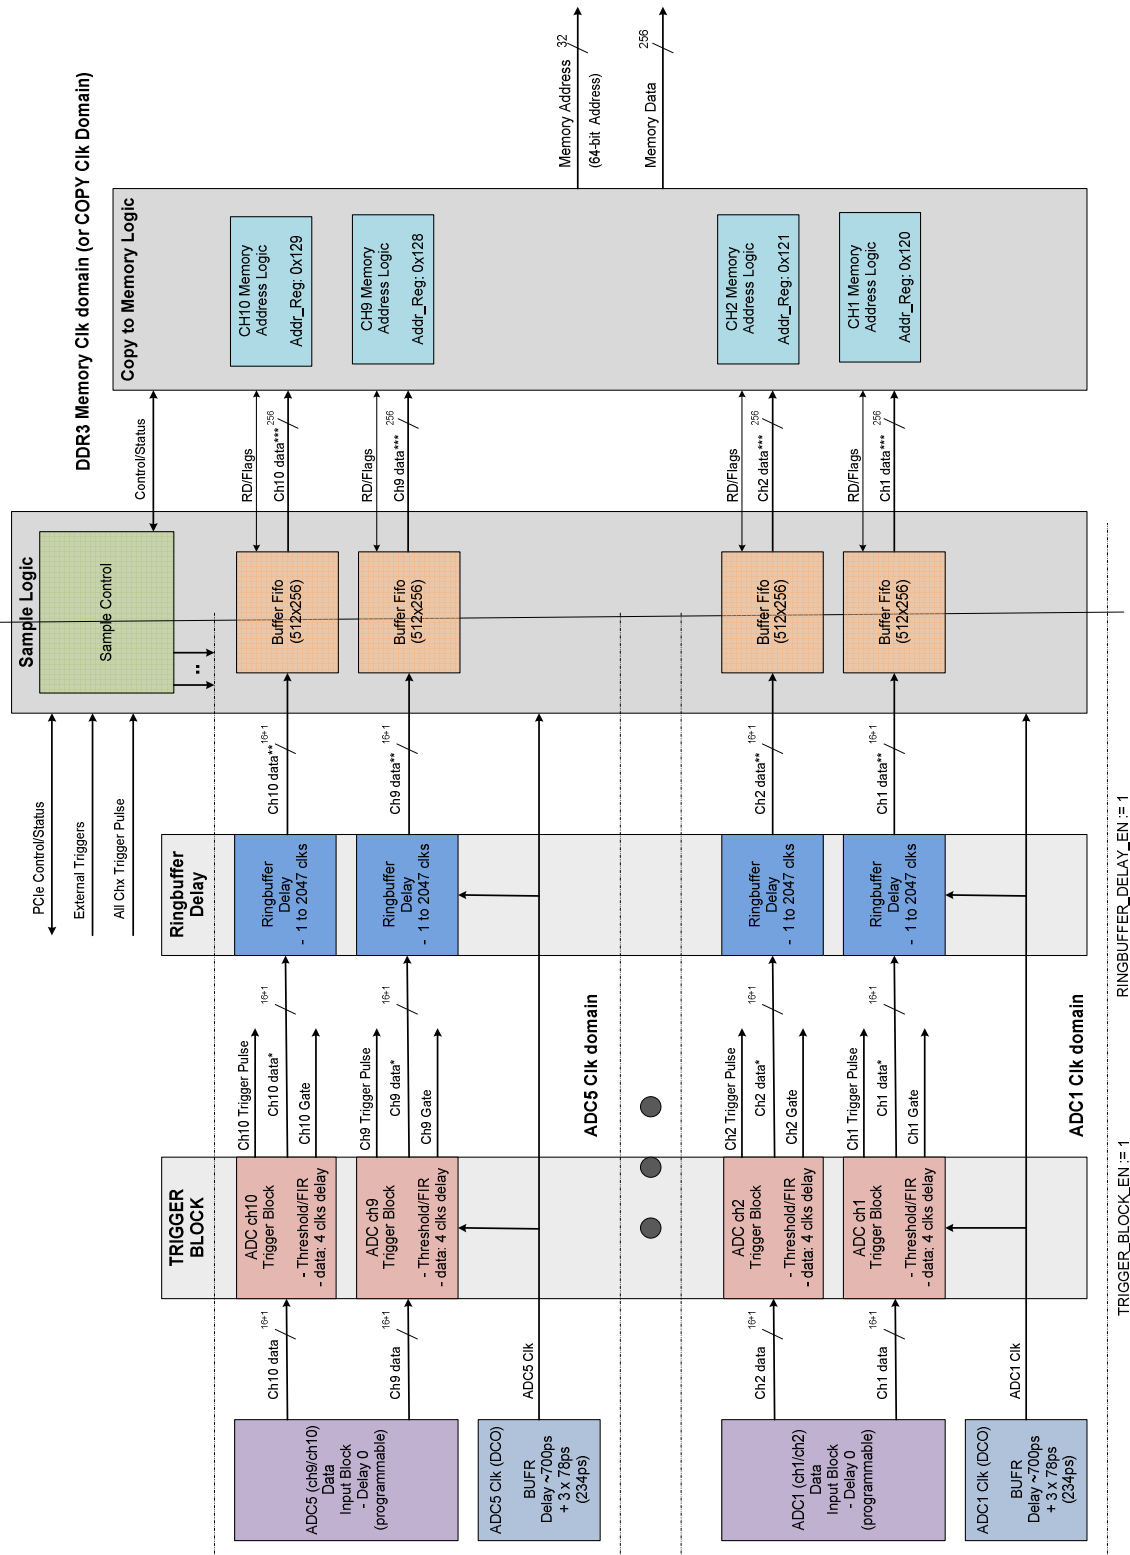 DDR3 Memory Clk domain (or COPY Clk Domain)
Sample Logic
Sample Control
Control/Status
PCIe Control/Status
External Triggers
All Chx Trigger Pulse
..
Copy to Memory Logic
TRIGGER
BLOCK
Ringbuffer
Delay
ADC5 (ch9/ch10)
Data
Input Block
- Delay 0
(programmable)
Ch10 data
16+1
ADC ch10
Trigger Block
- Threshold/FIR
- data: 4 clks delay
Ch10 Trigger Pulse
Ch10 data*
16+1
Ch10 Gate
Ringbuffer
Delay
- 1 to 2047 clks
Ch10 data**
16+1
Buffer Fifo
(512x256)
RD/Flags
Ch10 data***
256
CH10 Memory
Address Logic
Addr_Reg: 0x129
Ch9 data
16+1
ADC ch9
Trigger Block
- Threshold/FIR
- data: 4 clks delay
Ch9 Trigger Pulse
Ch9 data*
16+1
Ch9 Gate
Ringbuffer
Delay
- 1 to 2047 clks
Ch9 data**
16+1
Buffer Fifo
(512x256)
RD/Flags
Ch9 data***
256
CH9 Memory
Address Logic
Addr_Reg: 0x128
ADC5 Clk (DCO)
BUFR
Delay ~700ps
+ 3 x 78ps
(234ps)
ADC5 Clk
ADC5 Clk domain
Memory Address
32
(64-bit Address)
Memory Data
256
ADC1 (ch1/ch2)
Data
Input Block
- Delay 0
(programmable)
Ch2 data
16+1
ADC ch2
Trigger Block
- Threshold/FIR
- data: 4 clks delay
Ch2 Trigger Pulse
Ch2 data*
16+1
Ch2 Gate
Ringbuffer
Delay
- 1 to 2047 clks
Ch2 data**
16+1
Buffer Fifo
(512x256)
RD/Flags
Ch2 data***
256
CH2 Memory
Address Logic
Addr_Reg: 0x121
Ch1 data
16+1
ADC ch1
Trigger Block
- Threshold/FIR
- data: 4 clks delay
Ch1 Trigger Pulse
Ch1 data*
16+1
Ch1 Gate
Ringbuffer
Delay
- 1 to 2047 clks
Ch1 data**
16+1
Buffer Fifo
(512x256)
RD/Flags
Ch1 data***
256
CH1 Memory
Address Logic
Addr_Reg: 0x120
ADC1 Clk (DCO)
BUFR
Delay ~700ps
+ 3 x 78ps
(234ps)
ADC1 Clk
ADC1 Clk domain
TRIGGER_BLOCK_EN := 1
RINGBUFFER_DELAY_EN := 1